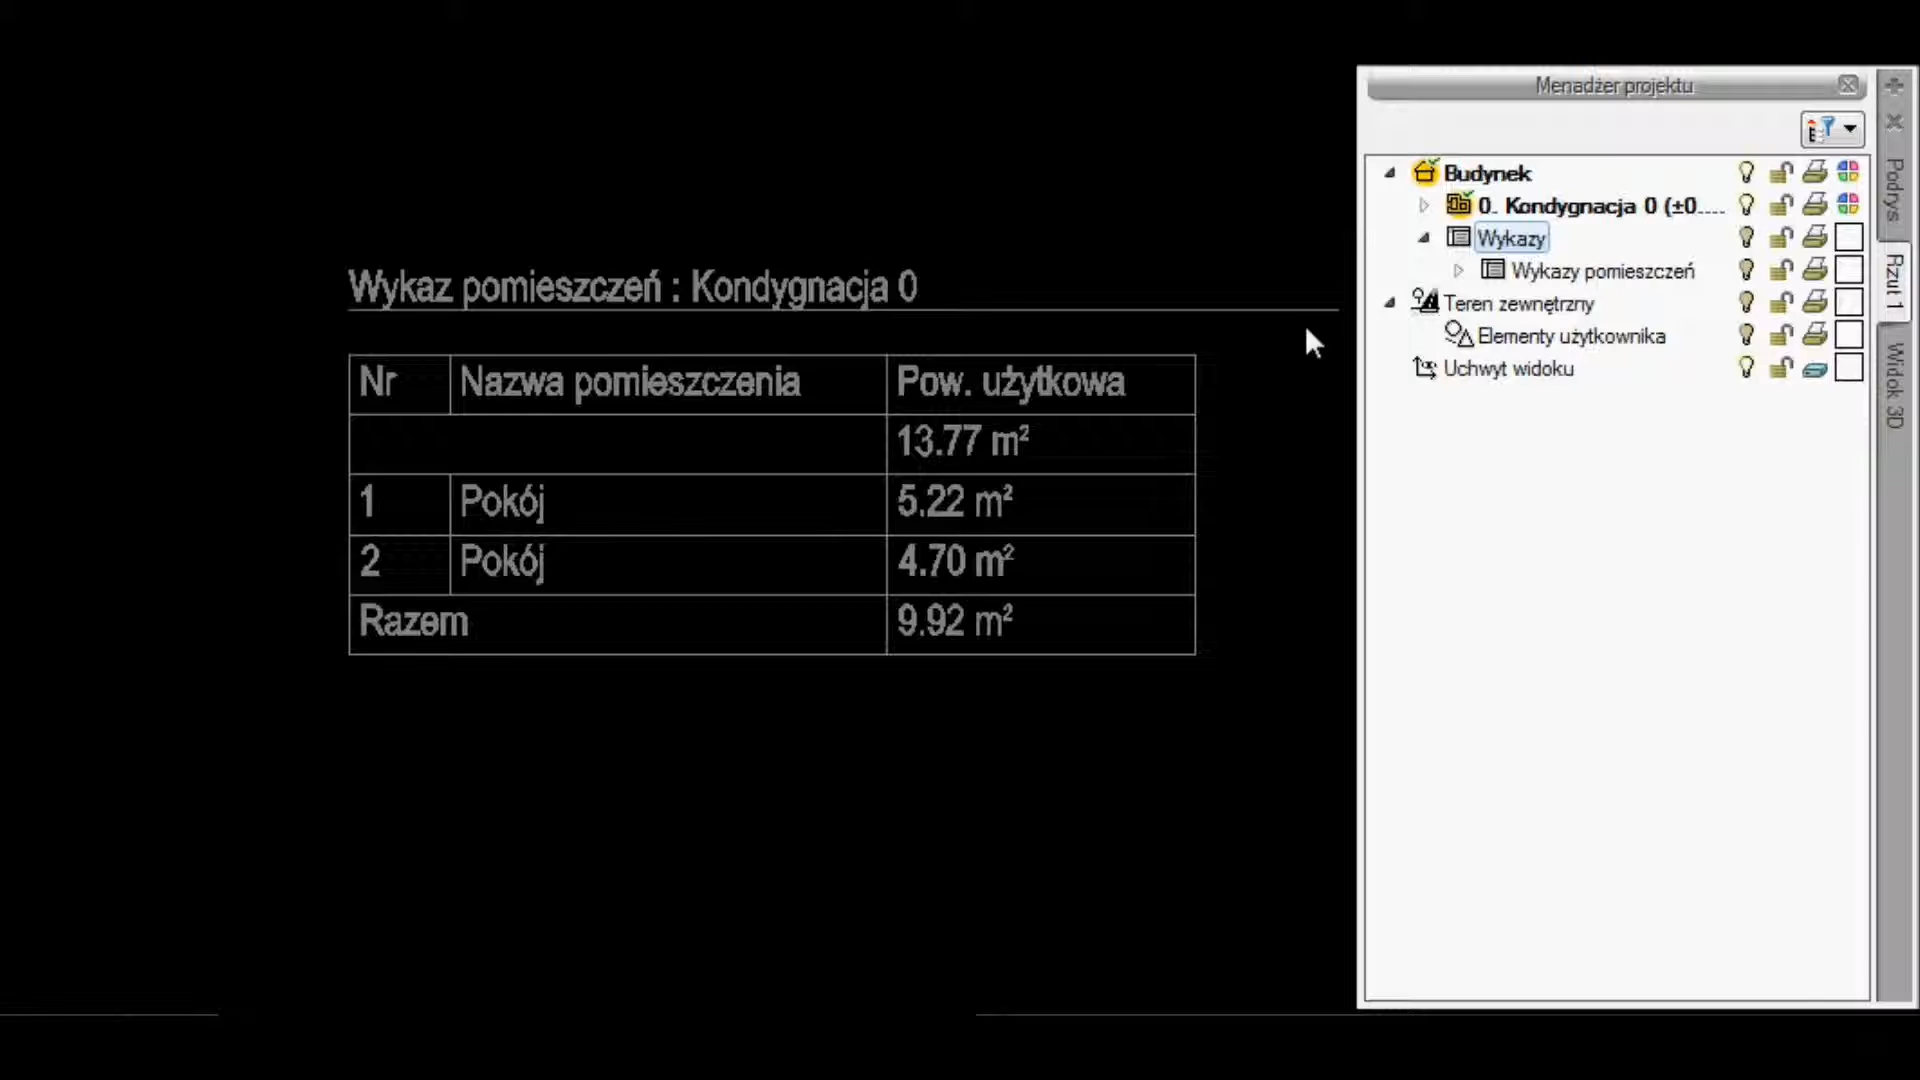 Menadżer projektu
Budynek
0. Kondygnacja 0 (±0....
Wykazy
Wykazy pomieszczeń
Teren zewnętrzny
Elementy użytkownika
Uchwyt widoku
Podrys
Rzut 1
Widok 3D
Wykaz pomieszczeń : Kondygnacja 0
Nr Nazwa pomieszczenia Pow. użytkowa
13.77 m²
1 Pokój 5.22 m²
2 Pokój 4.70 m²
Razem 9.92 m²